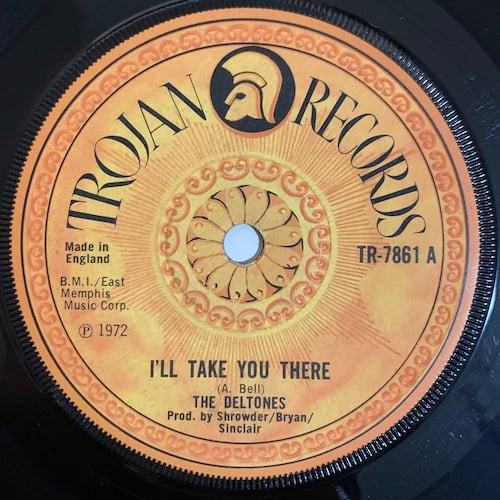 TROJAN RECORDS
Made in
England
TR-7861 A
B.M.I./East
Memphis
Music Corp.
℗ 1972
I'LL TAKE YOU THERE
(A. Bell)
THE DELTONES
Prod. by Shrowder/Bryan/
Sinclair